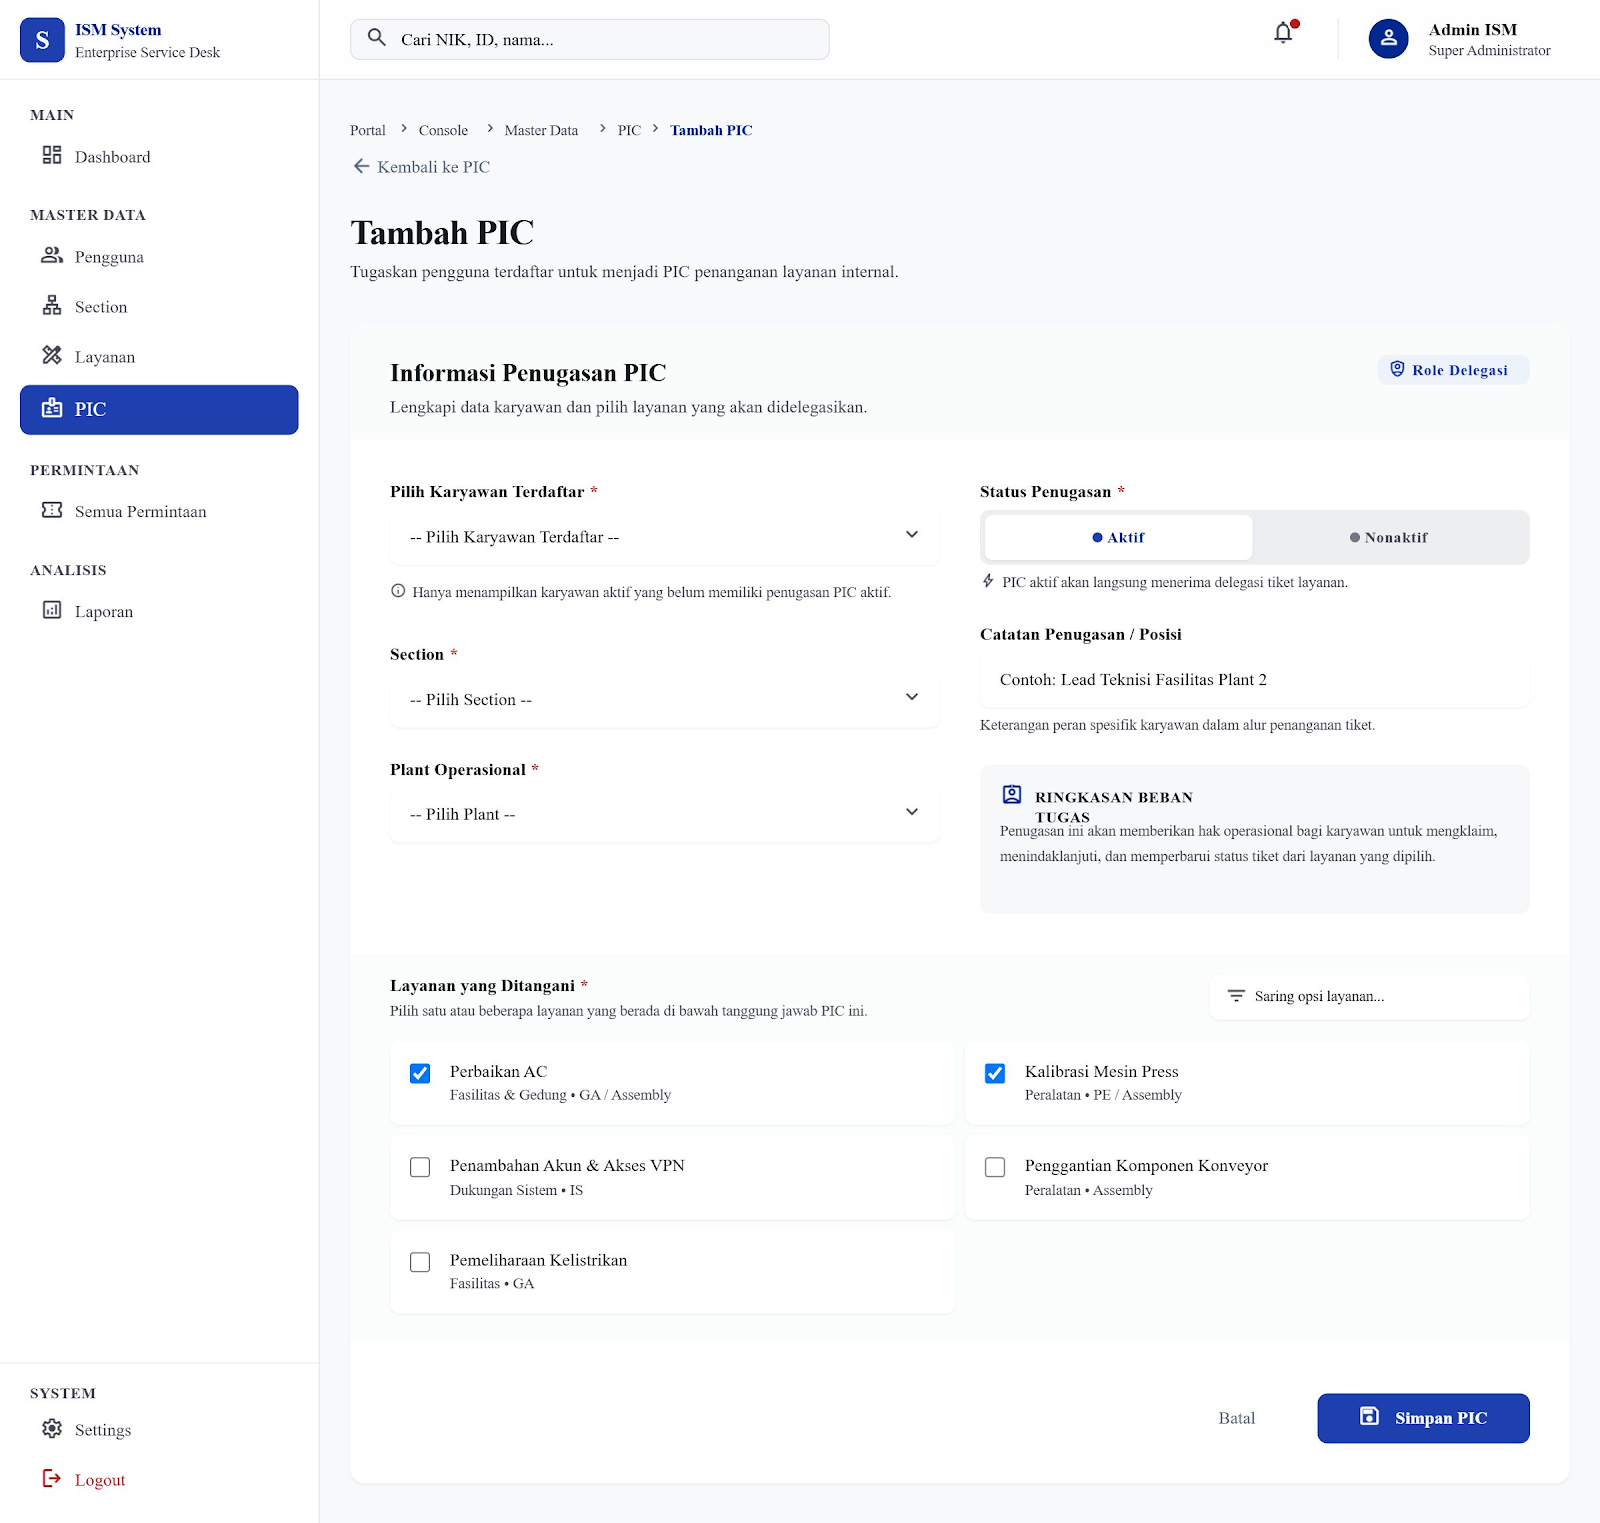 S
ISM System
Enterprise Service Desk
Cari NIK, ID, nama...
Admin ISM
Super Administrator
MAIN
Dashboard
MASTER DATA
Pengguna
Section
Layanan
PIC
PERMINTAAN
Semua Permintaan
ANALISIS
Laporan
SYSTEM
Settings
Logout
Portal > Console > Master Data > PIC > Tambah PIC
Kembali ke PIC
Tambah PIC
Tugaskan pengguna terdaftar untuk menjadi PIC penanganan layanan internal.
Informasi Penugasan PIC
Lengkapi data karyawan dan pilih layanan yang akan didelegasikan.
Role Delegasi
Pilih Karyawan Terdaftar *
-- Pilih Karyawan Terdaftar --
Hanya menampilkan karyawan aktif yang belum memiliki penugasan PIC aktif.
Section *
-- Pilih Section --
Plant Operasional *
-- Pilih Plant --
Status Penugasan *
Aktif
Nonaktif
PIC aktif akan langsung menerima delegasi tiket layanan.
Catatan Penugasan / Posisi
Contoh: Lead Teknisi Fasilitas Plant 2
Keterangan peran spesifik karyawan dalam alur penanganan tiket.
RINGKASAN BEBAN
TUGAS
Penugasan ini akan memberikan hak operasional bagi karyawan untuk mengklaim,
menindaklanjuti, dan memperbarui status tiket dari layanan yang dipilih.
Layanan yang Ditangani *
Pilih satu atau beberapa layanan yang berada di bawah tanggung jawab PIC ini.
Saring opsi layanan...
Perbaikan AC
Fasilitas & Gedung • GA / Assembly
Kalibrasi Mesin Press
Peralatan • PE / Assembly
Penambahan Akun & Akses VPN
Dukungan Sistem • IS
Penggantian Komponen Konveyor
Peralatan • Assembly
Pemeliharaan Kelistrikan
Fasilitas • GA
Batal
Simpan PIC